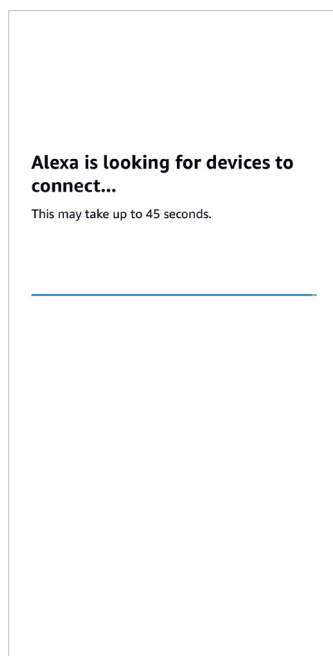 Alexa is looking for devices to
connect...
This may take up to 45 seconds.